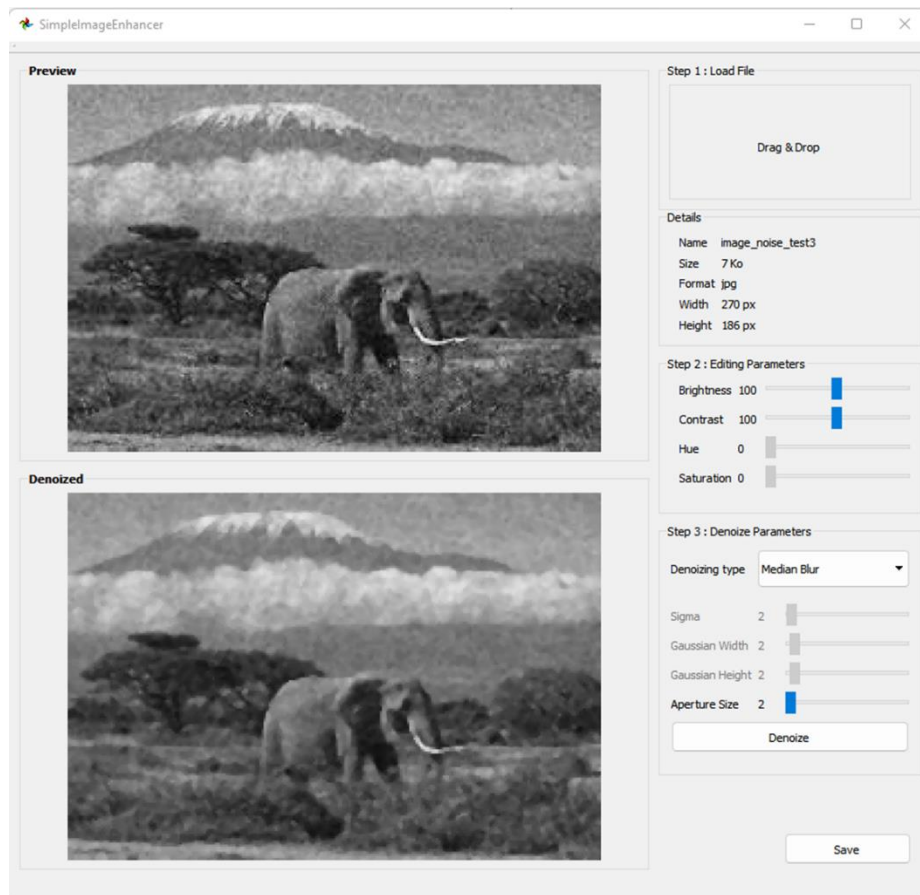 SimpleImageEnhancer
Preview
Denoized
Step 1 : Load File
Drag & Drop
Details
Name image_noise_test3
Size 7 Ko
Format jpg
Width 270 px
Height 186 px
Step 2 : Editing Parameters
Brightness 100
Contrast 100
Hue 0
Saturation 0
Step 3 : Denoize Parameters
Denoizing type Median Blur
Sigma 2
Gaussian Width 2
Gaussian Height 2
Aperture Size 2
Denoize
Save